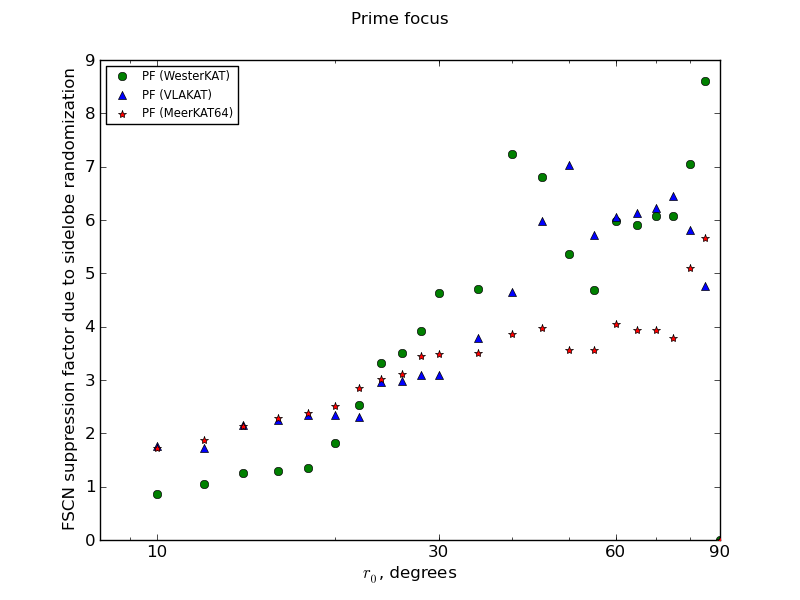 Prime focus
PF (WesterKAT)
PF (VLAKAT)
PF (MeerKAT64)
FSCN suppression factor due to sidelobe randomization
9
8
7
6
5
4
3
2
1
0
10
30
60
90
r₀, degrees